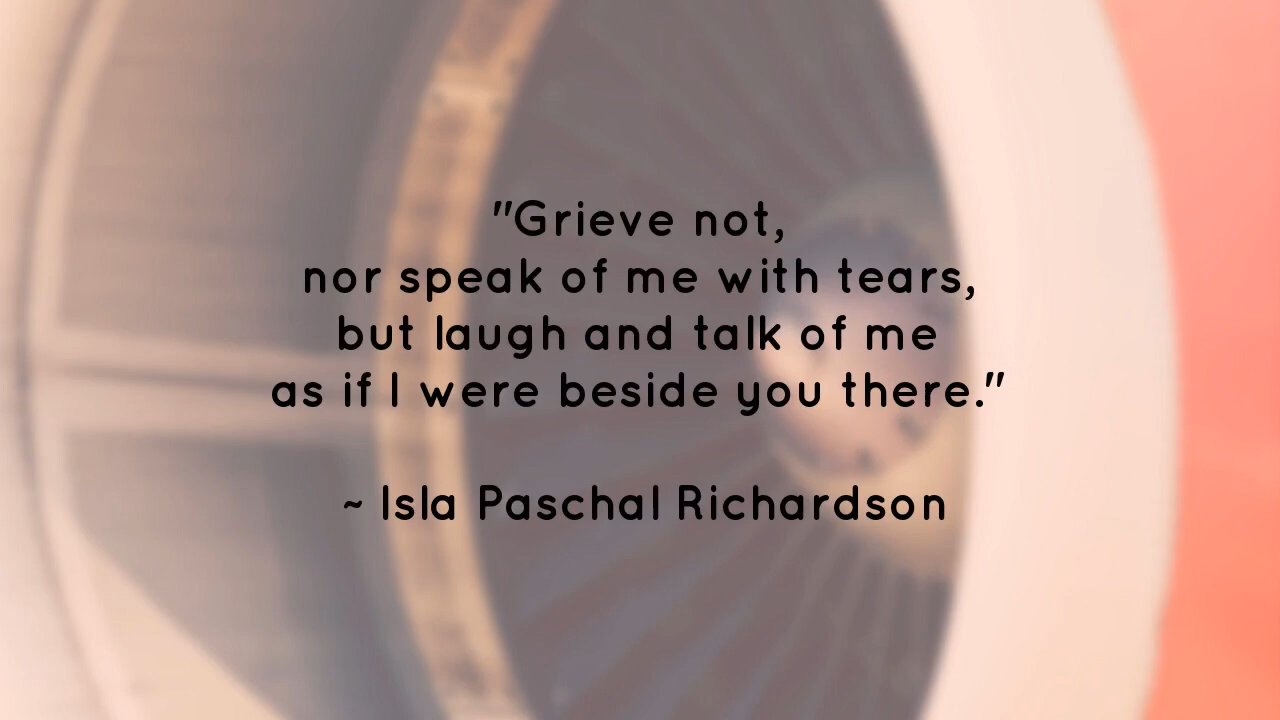 "Grieve not,
nor speak of me with tears,
but laugh and talk of me
as if I were beside you there."
~ Isla Paschal Richardson